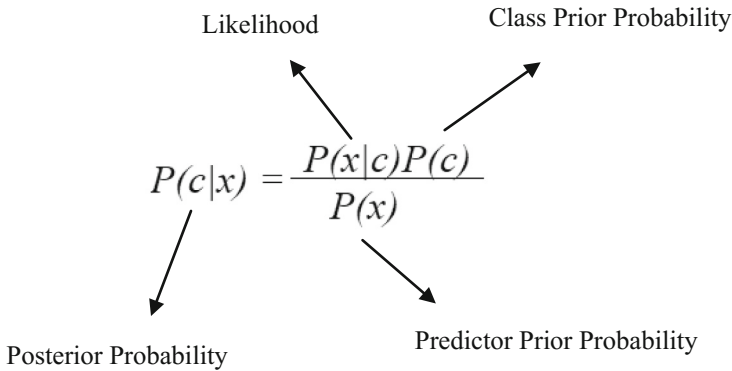 Likelihood
Class Prior Probability
P(c|x) = P(x|c)P(c)
P(x)
Posterior Probability
Predictor Prior Probability